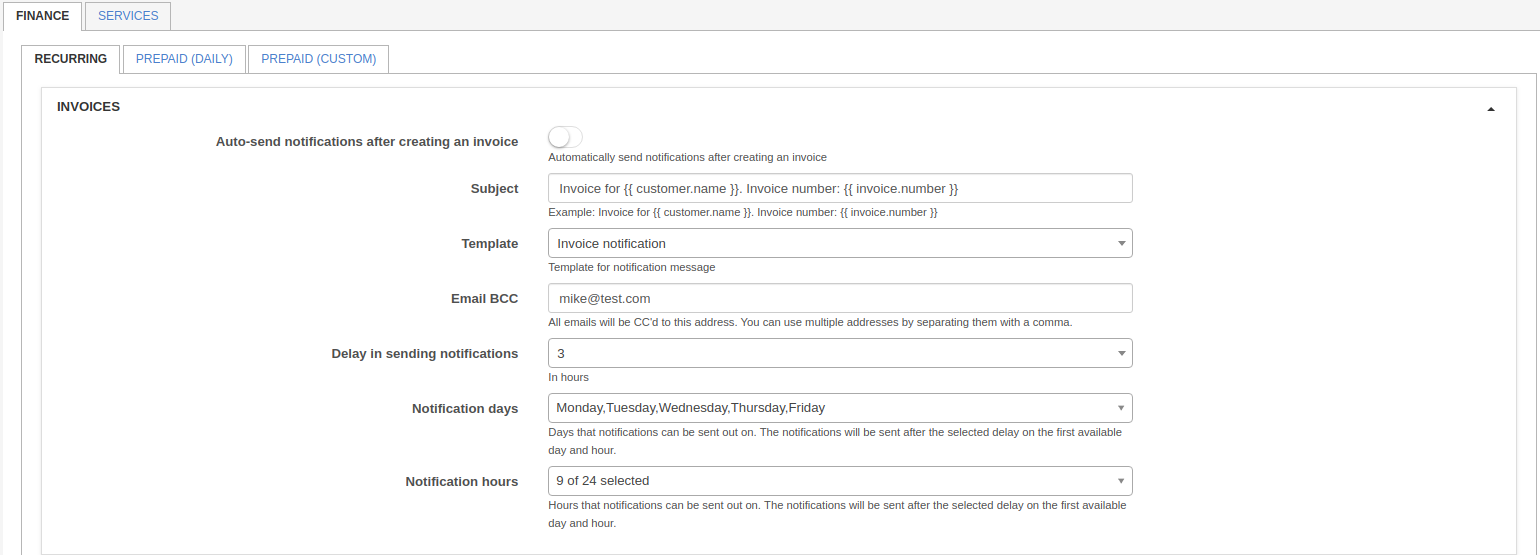 FINANCE SERVICES
RECURRING PREPAID (DAILY) PREPAID (CUSTOM)
INVOICES
Auto-send notifications after creating an invoice
Automatically send notifications after creating an invoice
Subject Invoice for {{ customer.name }}. Invoice number: {{ invoice.number }}
Example: Invoice for {{ customer.name }}. Invoice number: {{ invoice.number }}
Template Invoice notification
Template for notification message
Email BCC mike@test.com
All emails will be CC'd to this address. You can use multiple addresses by separating them with a comma.
Delay in sending notifications 3
In hours
Notification days Monday,Tuesday,Wednesday,Thursday,Friday
Days that notifications can be sent out on. The notifications will be sent after the selected delay on the first available
day and hour.
Notification hours 9 of 24 selected
Hours that notifications can be sent out on. The notifications will be sent after the selected delay on the first available
day and hour.